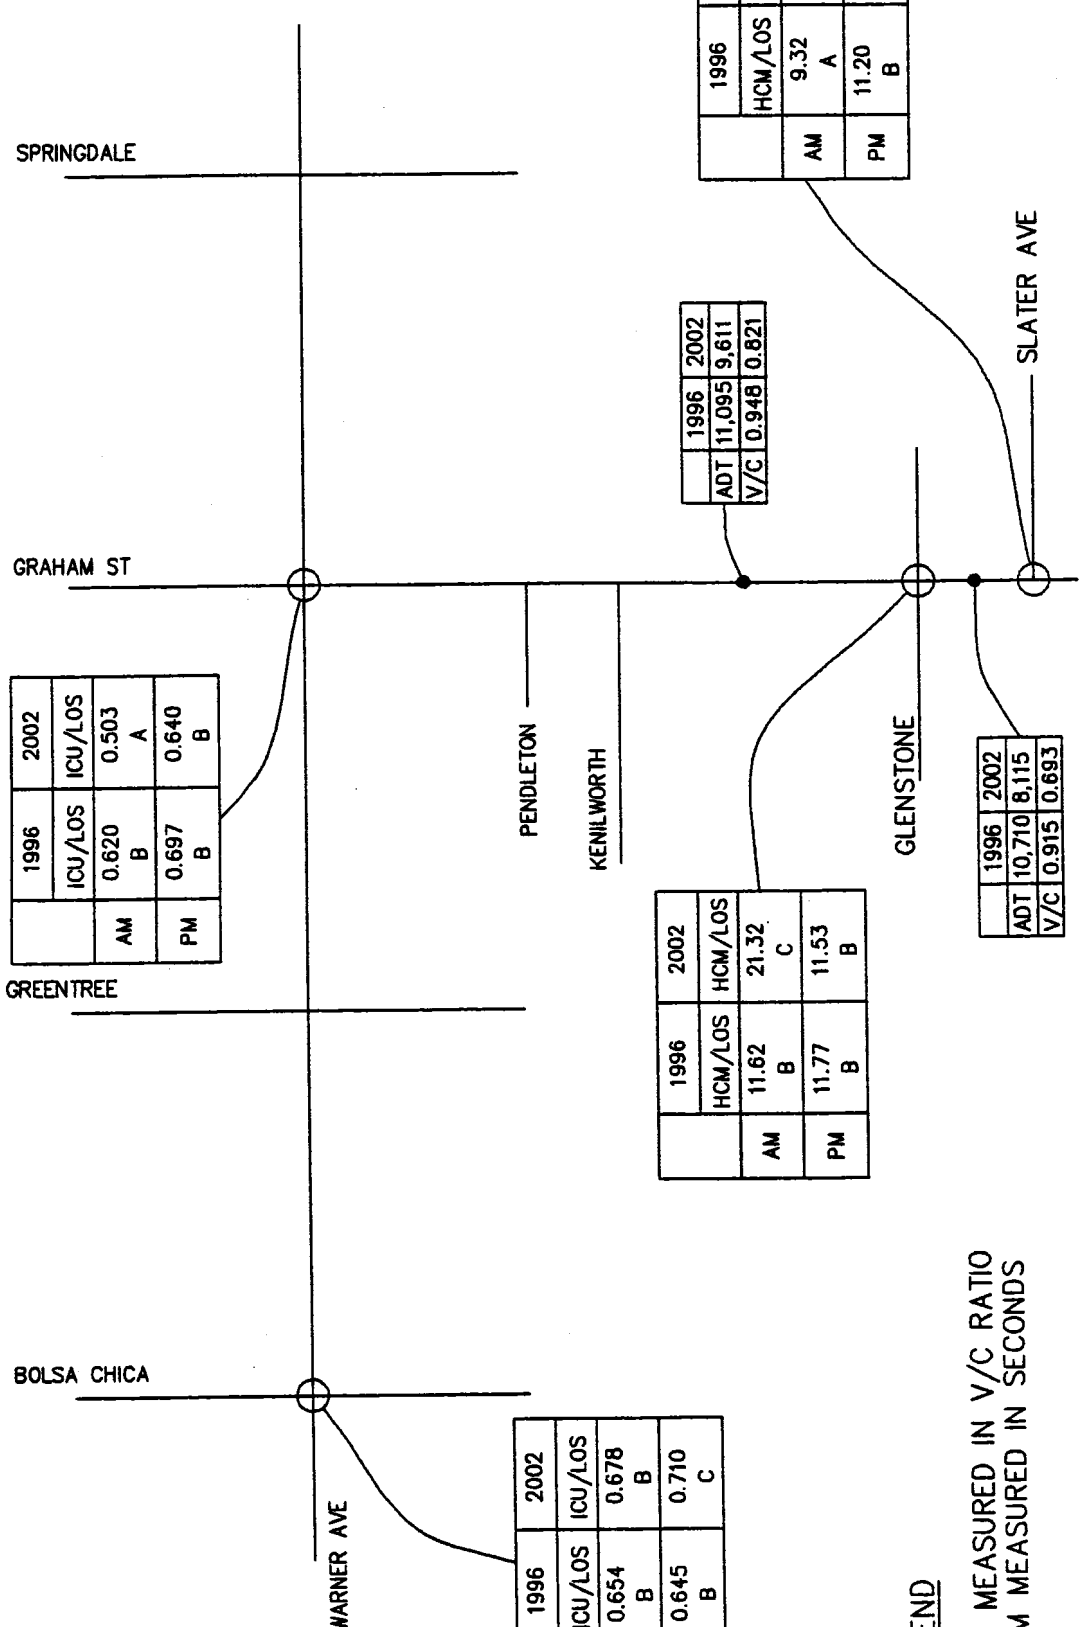 SPRINGDALE
GRAHAM ST
GREENTREE
BOLSA CHICA
WARNER AVE
PENDLETON
KENILWORTH
GLENSTONE
SLATER AVE
1996 2002
ICU/LOS ICU/LOS
AM 0.620 0.503
B A
PM 0.697 0.640
B B
1996
HCM/LOS
AM 9.32
A
PM 11.20
B
1996 2002
ADT 11,095 9,611
V/C 0.948 0.821
1996 2002
HCM/LOS HCM/LOS
AM 11.62 21.32
B C
PM 11.77 11.53
B B
1996 2002
ADT 10,710 8,115
V/C 0.915 0.693
1996 2002
ICU/LOS ICU/LOS
0.654 0.678
B B
0.645 0.710
B C
END
MEASURED IN V/C RATIO
M MEASURED IN SECONDS